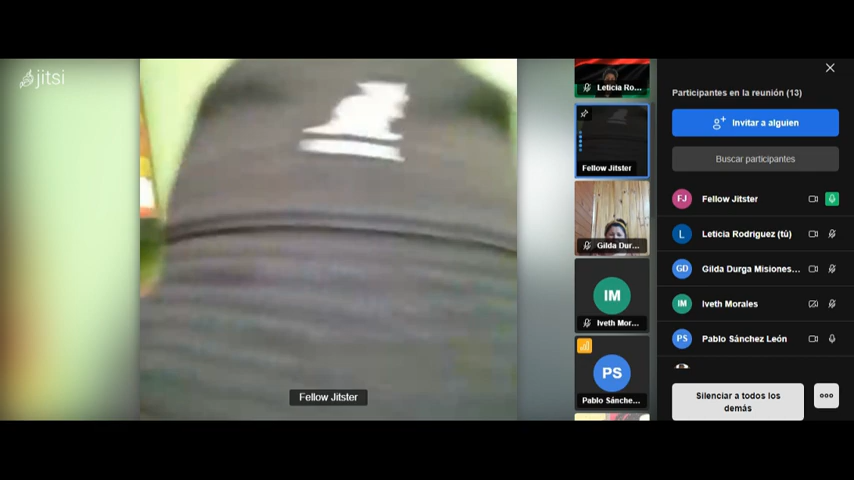 jitsi
Fellow Jitster
Leticia Ro...
Fellow Jitster
Gilda Dur...
IM
Iveth Mor...
PS
Pablo Sánche...
Participantes en la reunión (13)
Invitar a alguien
Buscar participantes
FJ Fellow Jitster
L Leticia Rodriguez (tú)
GD Gilda Durga Misiones...
IM Iveth Morales
PS Pablo Sánchez León
Silenciar a todos los
demás